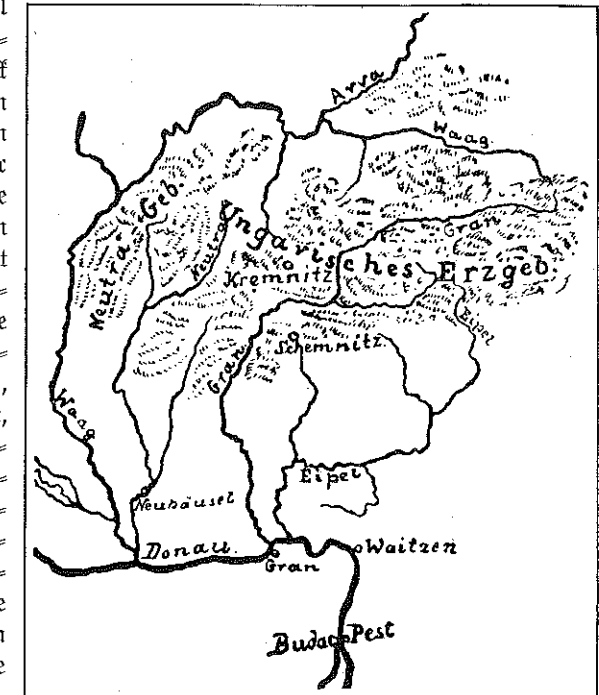 Arva
Waag
Geb.
Neutra
Neutra
Ungarisches Erzgeb.
Gran
Kremnitz
Eipel
Schemnitz.
Gran
Waag
Eipel
Neuhäusel
Donau.
Gran
Waitzen
Buda Pest